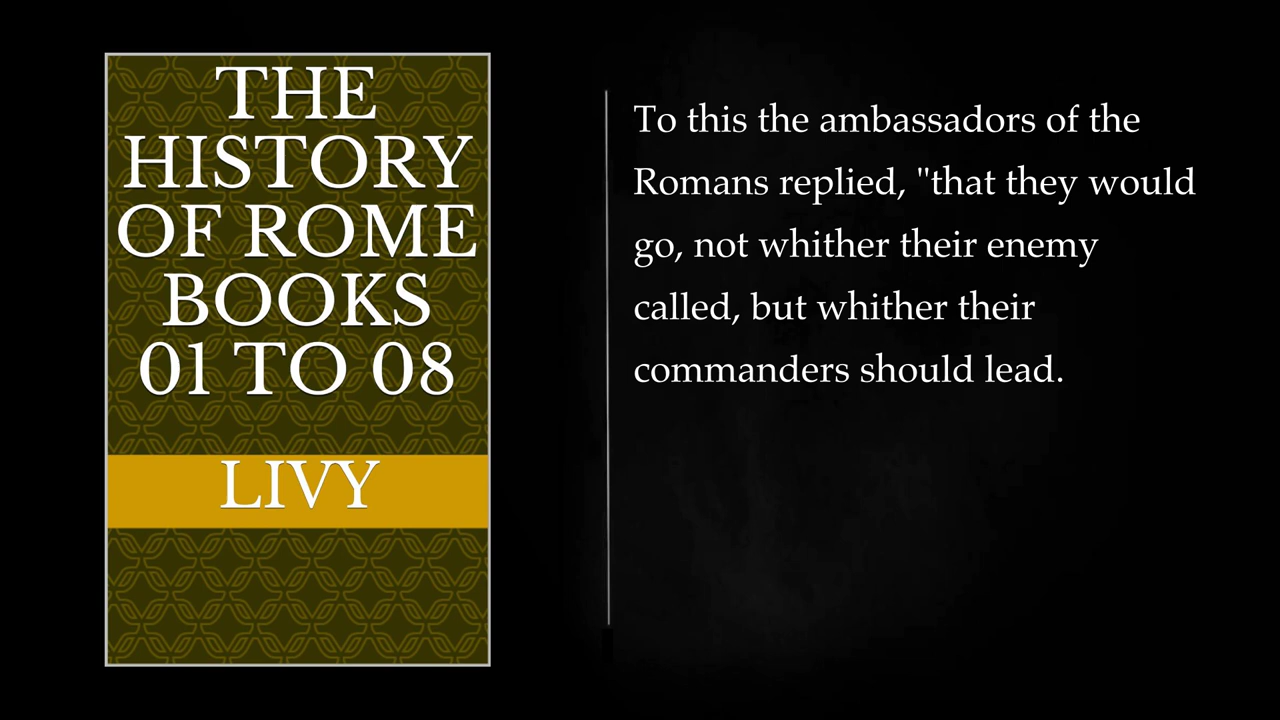 THE
HISTORY
OF ROME
BOOKS
01 TO 08
LIVY
To this the ambassadors of the
Romans replied, "that they would
go, not whither their enemy
called, but whither their
commanders should lead.